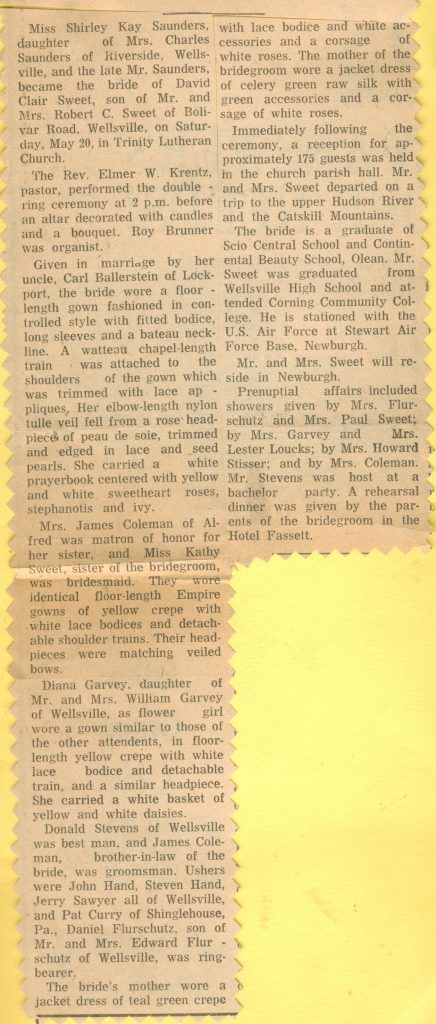 Miss Shirley Kay Saunders,
daughter of Mrs. Charles
Saunders of Riverside, Wells-
ville, and the late Mr. Saunders,
became the bride of David
Clair Sweet, son of Mr. and
Mrs. Robert C. Sweet of Boli-
var Road, Wellsville, on Satur-
day, May 20, in Trinity Lutheran
Church.
The Rev. Elmer W. Krentz,
pastor, performed the double -
ring ceremony at 2 p.m. before
an altar decorated with candles
and a bouquet. Roy Brunner
was organist.
Given in marriage by her
uncle, Carl Ballerstein of Lock-
port, the bride wore a floor -
length gown fashioned in con-
trolled style with fitted bodice,
long sleeves and a bateau neck-
line. A watteau chapel-length
train was attached to the
shoulders of the gown which
was trimmed with lace ap -
pliques. Her elbow-length nylon
tulle veil fell from a rose head-
piece of peau de soie, trimmed
and edged in lace and seed
pearls. She carried a white
prayerbook centered with yellow
and white sweetheart roses,
stephanotis and ivy.
Mrs. James Coleman of Al-
fred was matron of honor for
her sister, and Miss Kathy
Sweet, sister of the bridegroom,
was bridesmaid. They wore
identical floor-length Empire
gowns of yellow crepe with
white lace bodices and detach-
able shoulder trains. Their head-
pieces were matching veiled
bows.
Diana Garvey, daughter of
Mr. and Mrs. William Garvey
of Wellsville, as flower girl
wore a gown similar to those of
the other attendents, in floor-
length yellow crepe with white
lace bodice and detachable
train, and a similar headpiece.
She carried a white basket of
yellow and white daisies.
Donald Stevens of Wellsville
was best man, and James Cole-
man, brother-in-law of the
bride, was groomsman. Ushers
were John Hand, Steven Hand,
Jerry Sawyer all of Wellsville,
and Pat Curry of Shinglehouse,
Pa., Daniel Flurschutz, son of
Mr. and Mrs. Edward Flur -
schutz of Wellsville, was ring-
bearer.
The bride's mother wore a
jacket dress of teal green crepe
with lace bodice and white ac-
cessories and a corsage of
white roses. The mother of the
bridegroom wore a jacket dress
of celery green raw silk with
green accessories and a cor-
sage of white roses.
Immediately following the
ceremony, a reception for ap-
proximately 175 guests was held
in the church parish hall. Mr.
and Mrs. Sweet departed on a
trip to the upper Hudson River
and the Catskill Mountains.
The bride is a graduate of
Scio Central School and Contin-
ental Beauty School, Olean. Mr.
Sweet was graduated from
Wellsville High School and at-
tended Corning Community Col-
lege. He is stationed with the
U.S. Air Force at Stewart Air
Force Base, Newburgh.
Mr. and Mrs. Sweet will re-
side in Newburgh.
Prenuptial affairs included
showers given by Mrs. Flur-
schutz and Mrs. Paul Sweet;
by Mrs. Garvey and Mrs.
Lester Loucks; by Mrs. Howard
Stisser; and by Mrs. Coleman.
Mr. Stevens was host at a
bachelor party. A rehearsal
dinner was given by the par-
ents of the bridegroom in the
Hotel Fassett.